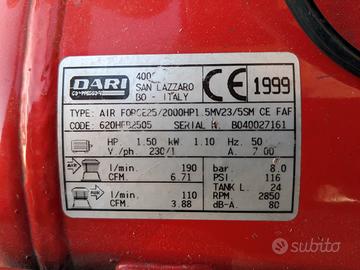 DARI
COMPRESSORI
4009
SAN LAZZARO
BO - ITALY
CE 1999
TYPE: AIR FORCE25/2000HP1.5MV23/5SM CE FAF
CODE: 620HFB2505 SERIAL N. B040027161
HP. 1.50 kW. 1.10 Hz. 50
V /ph. 230/1 A. 7.00
l/min. 190
CFM. 6.71
l/min. 110
CFM. 3.88
bar. 8.0
PSI. 116
TANK L. 24
RPM. 2850
dB-A. 80
subito